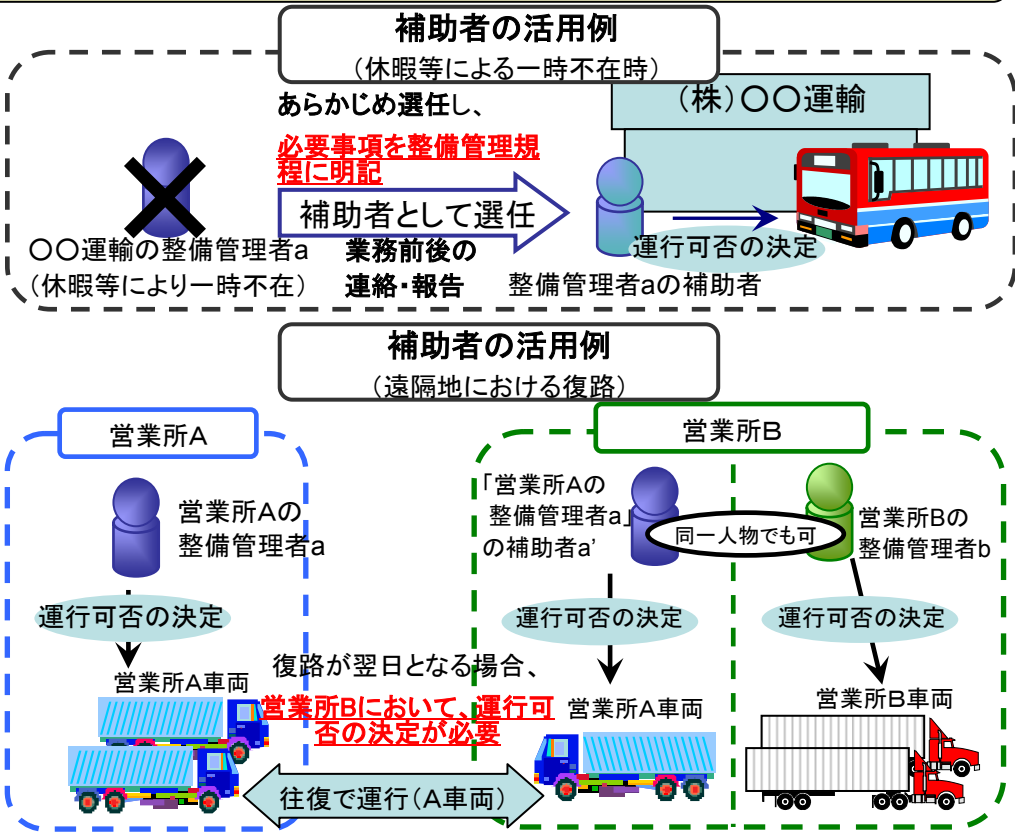 補助者の活用例
（休暇等による一時不在時）
あらかじめ選任し、
必要事項を整備管理規
程に明記
補助者として選任
（株）〇〇運輸
運行可否の決定
〇〇運輸の整備管理者a
（休暇等により一時不在）
業務前後の
連絡・報告
整備管理者aの補助者
補助者の活用例
（遠隔地における復路）
営業所A
営業所Aの
整備管理者a
運行可否の決定
営業所A車両
復路が翌日となる場合、
営業所Bにおいて、運行可
否の決定が必要
往復で運行（A車両）
営業所B
「営業所Aの
整備管理者a」
の補助者a'
同一人物でも可
営業所Bの
整備管理者b
運行可否の決定
運行可否の決定
営業所A車両
営業所B車両